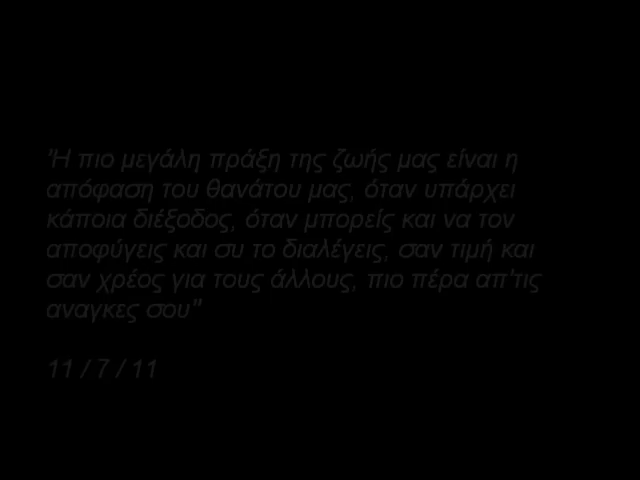 'Η πιο μεγάλη πράξη της ζωής μας είναι η
απόφαση του θανάτου μας, όταν υπάρχει
κάποια διέξοδος, όταν μπορείς και να τον
αποφύγεις και συ το διαλέγεις, σαν τιμή και
σαν χρέος για τους άλλους, πιο πέρα απ'τις
αναγκες σου"
11 / 7 / 11